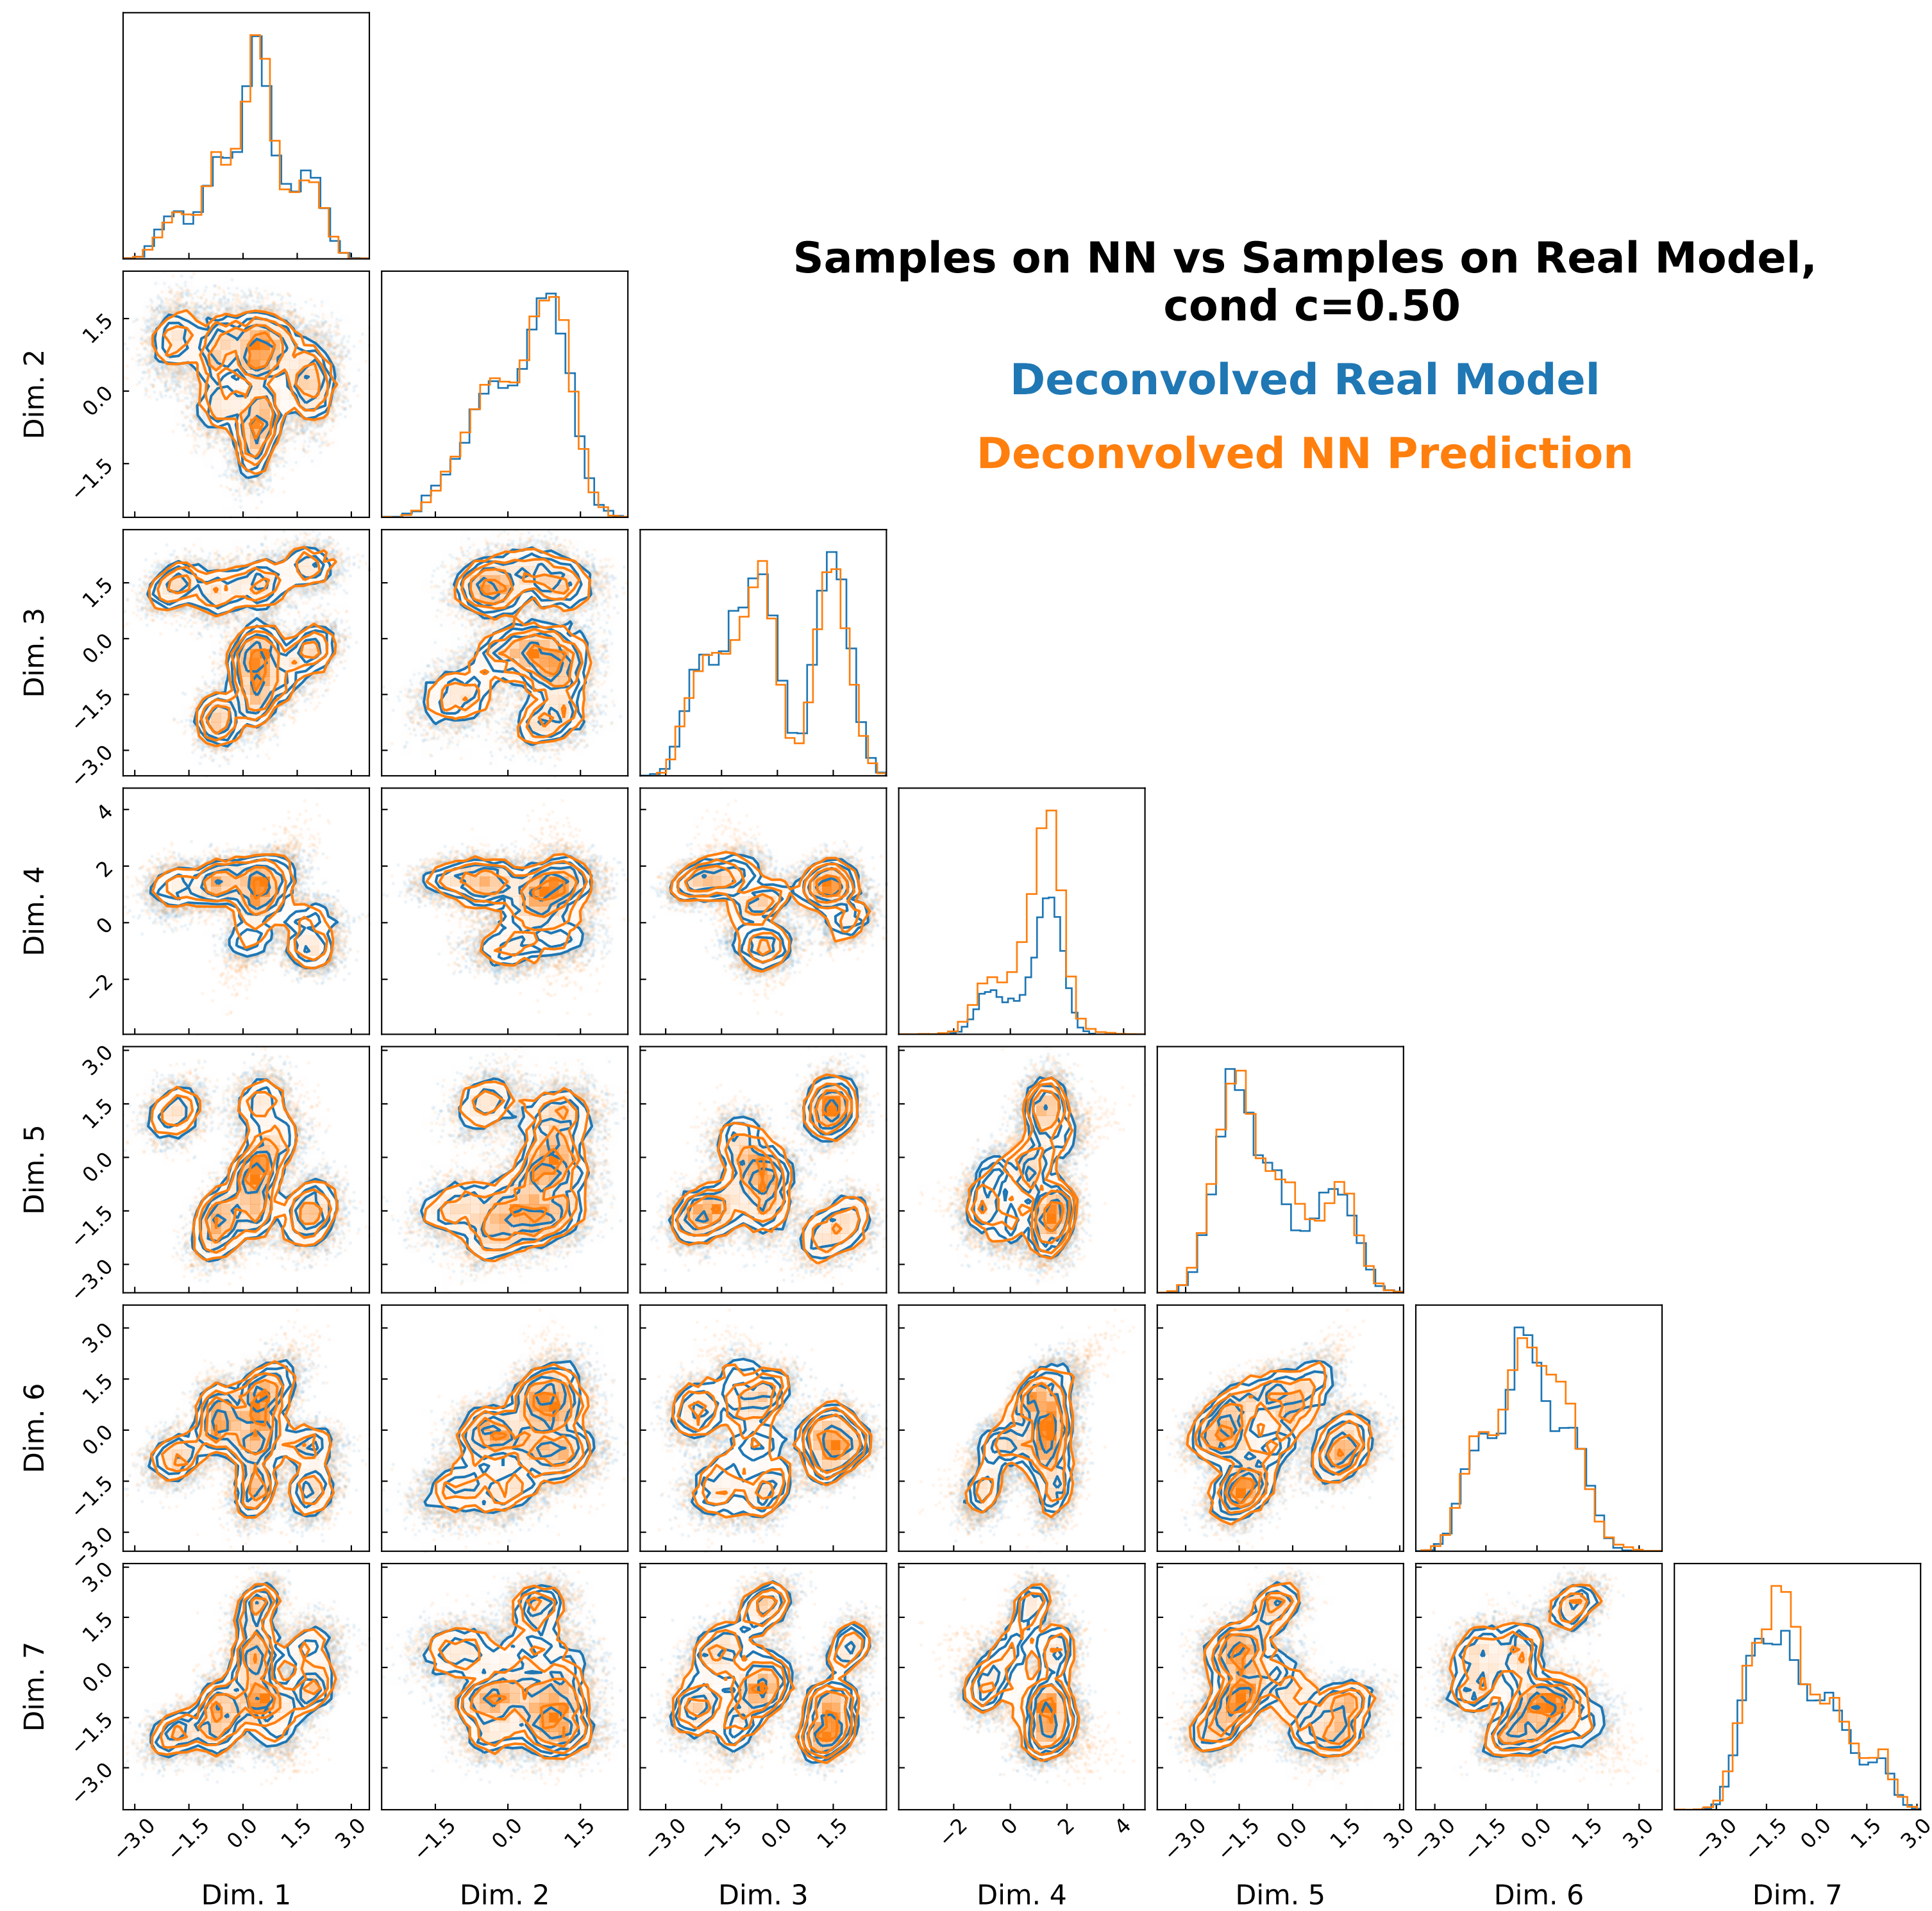 Samples on NN vs Samples on Real Model,
cond c=0.50
Deconvolved Real Model
Deconvolved NN Prediction
Dim. 2
1.5
0.0
−1.5
Dim. 3
1.5
0.0
−1.5
−3.0
Dim. 4
4
2
0
−2
Dim. 5
3.0
1.5
0.0
−1.5
−3.0
Dim. 6
3.0
1.5
0.0
−1.5
−3.0
Dim. 7
3.0
1.5
0.0
−1.5
−3.0
−3.0 −1.5 0.0 1.5 3.0 −1.5 0.0 1.5 −3.0 −1.5 0.0 1.5 −2 0 2 4 −3.0 −1.5 0.0 1.5 3.0 −3.0 −1.5 0.0 1.5 3.0 −3.0 −1.5 0.0 1.5 3.0
Dim. 1 Dim. 2 Dim. 3 Dim. 4 Dim. 5 Dim. 6 Dim. 7